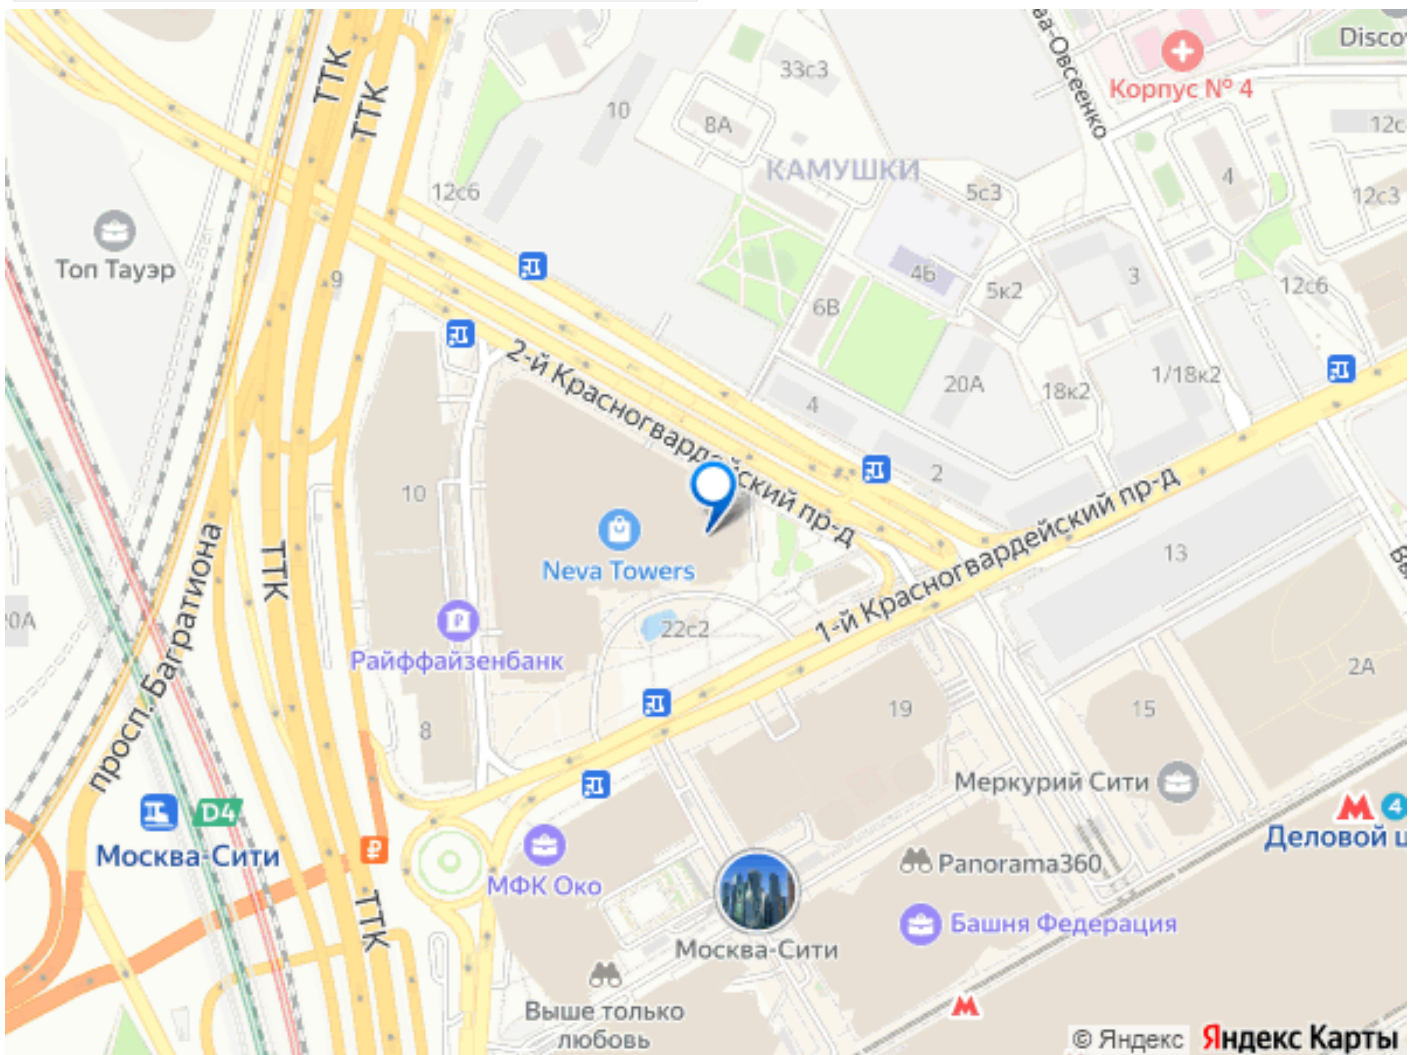 Disco
Корпус № 4
ва-Овсеенко
ТТК
ТТК
33с3
10
8А
12с
КАМУШКИ
4
12с6
5с3
12с3
Топ Тауэр
9
4Б
5к2
3
12с6
6В
2-й Красногвардейский пр-д
20А
1/18к2
18к2
4
2
10
1-й Красногвардейский пр-д
13
Neva Towers
ТТК
просп. Багратиона
22с2
Райффайзенбанк
2А
19
15
8
Меркурий Сити
D4
Москва-Сити
4
Деловой ц
Panorama360
МФК Око
Башня Федерация
ТТК
Москва-Сити
Выше только
любовь
© Яндекс Яндекс Карты